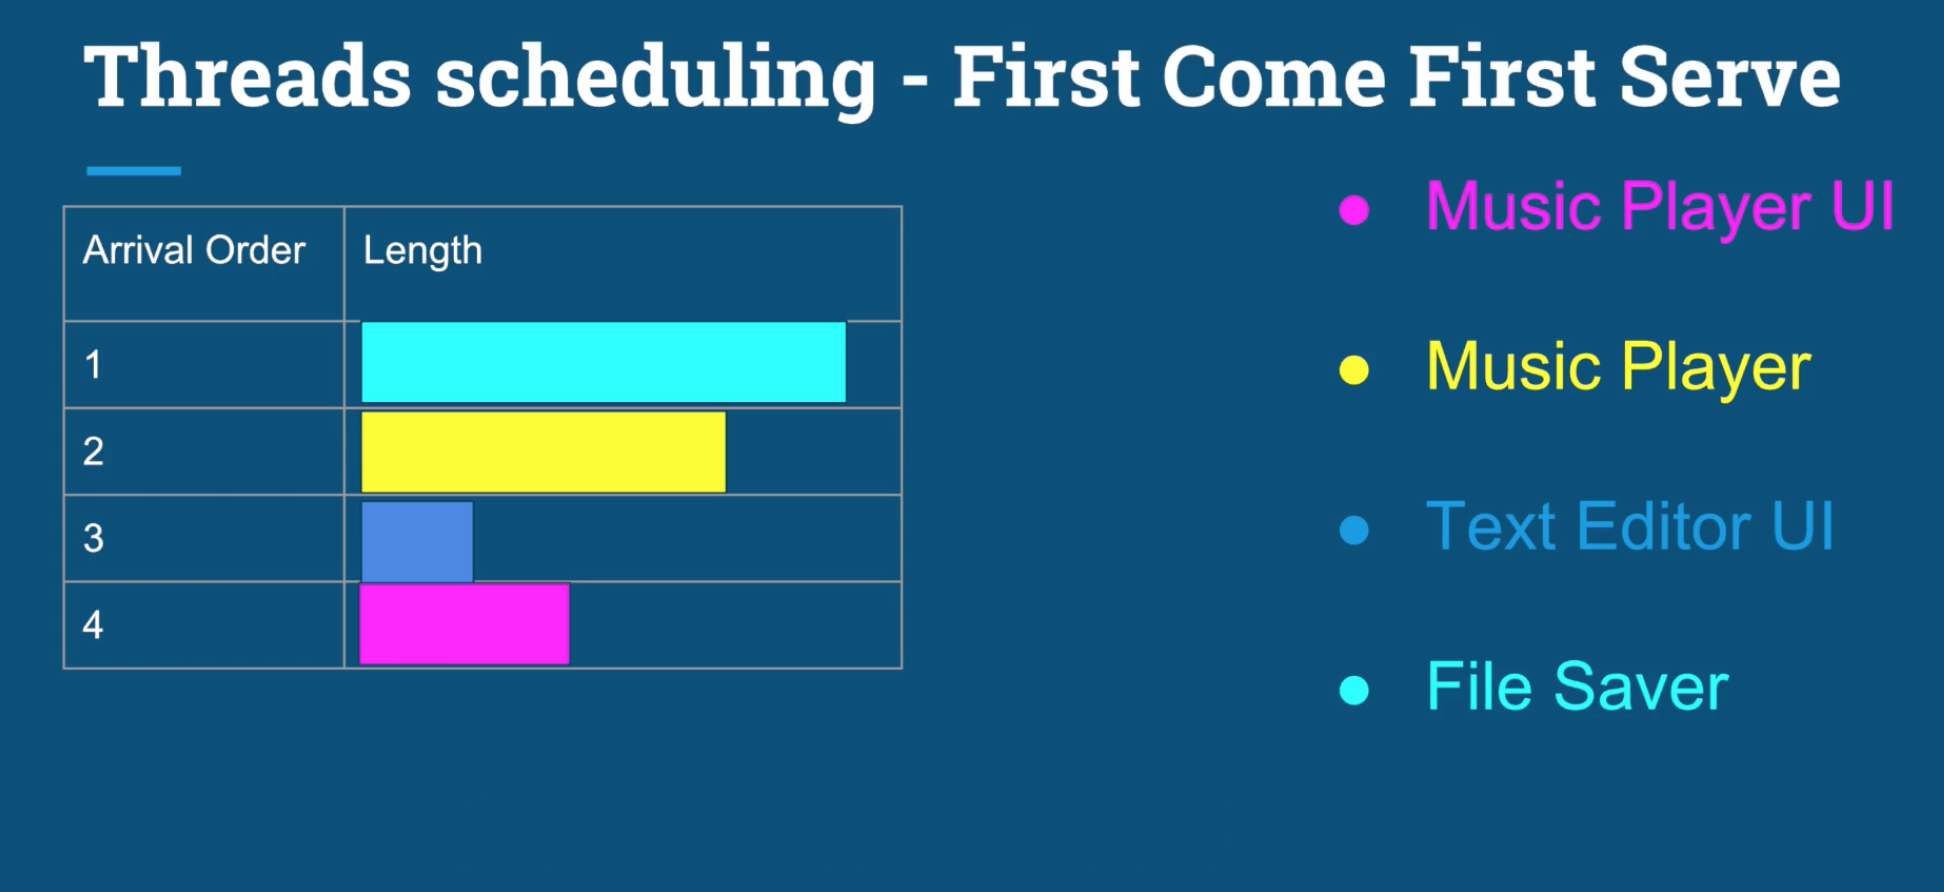 Threads scheduling - First Come First Serve
Arrival Order Length
1
2
3
4
Music Player UI
Music Player
Text Editor UI
File Saver